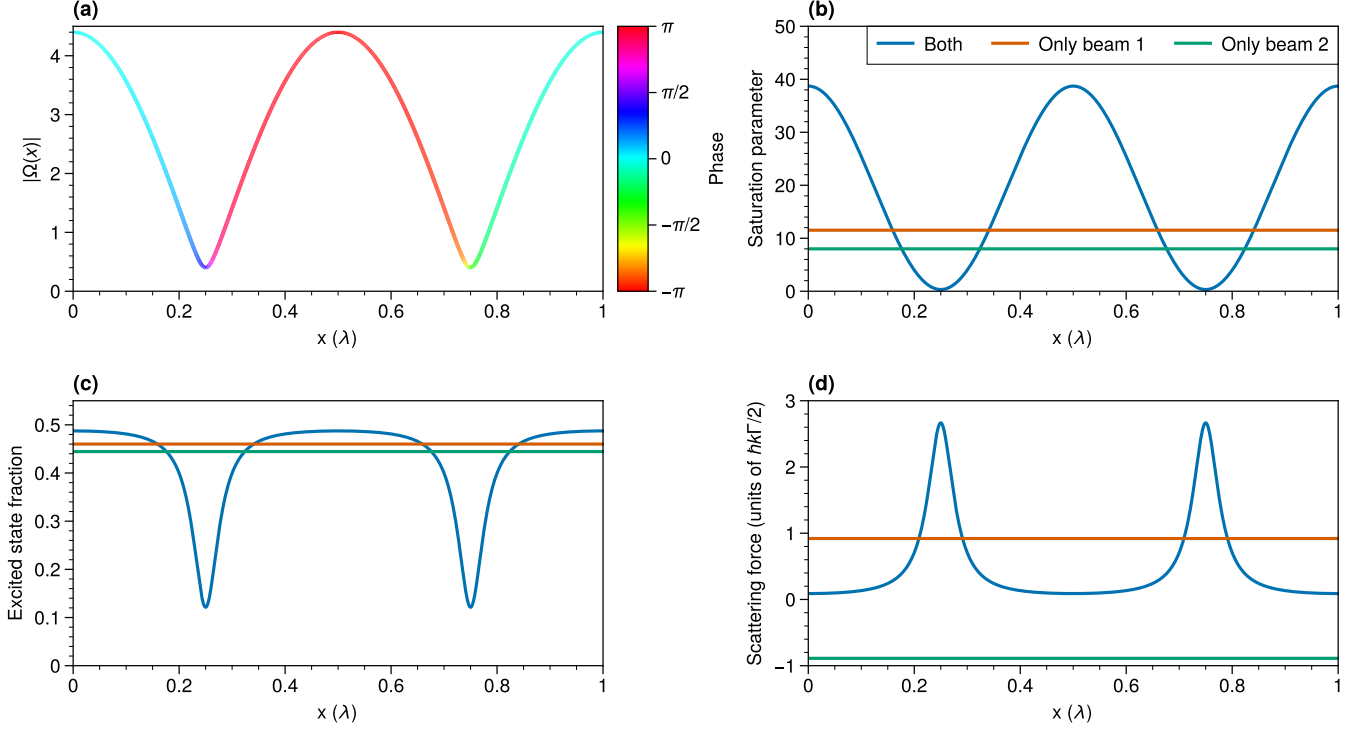 (a)
|Ω(x)|
4
3
2
1
0
0 0.2 0.4 0.6 0.8 1
x (λ)
π
π/2
0
−π/2
−π
Phase
(b)
Saturation parameter
50
40
30
20
10
0
Both Only beam 1 Only beam 2
0 0.2 0.4 0.6 0.8 1
x (λ)
(c)
Excited state fraction
0.5
0.4
0.3
0.2
0.1
0
0 0.2 0.4 0.6 0.8 1
x (λ)
(d)
Scattering force (units of ℏkΓ/2)
3
2
1
0
−1
0 0.2 0.4 0.6 0.8 1
x (λ)